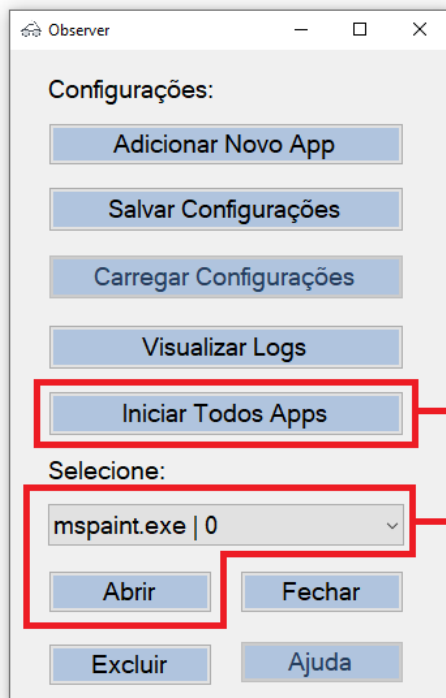 Observer
Configurações:
Adicionar Novo App
Salvar Configurações
Carregar Configurações
Visualizar Logs
Iniciar Todos Apps
Selecione:
mspaint.exe | 0
Abrir Fechar
Excluir Ajuda